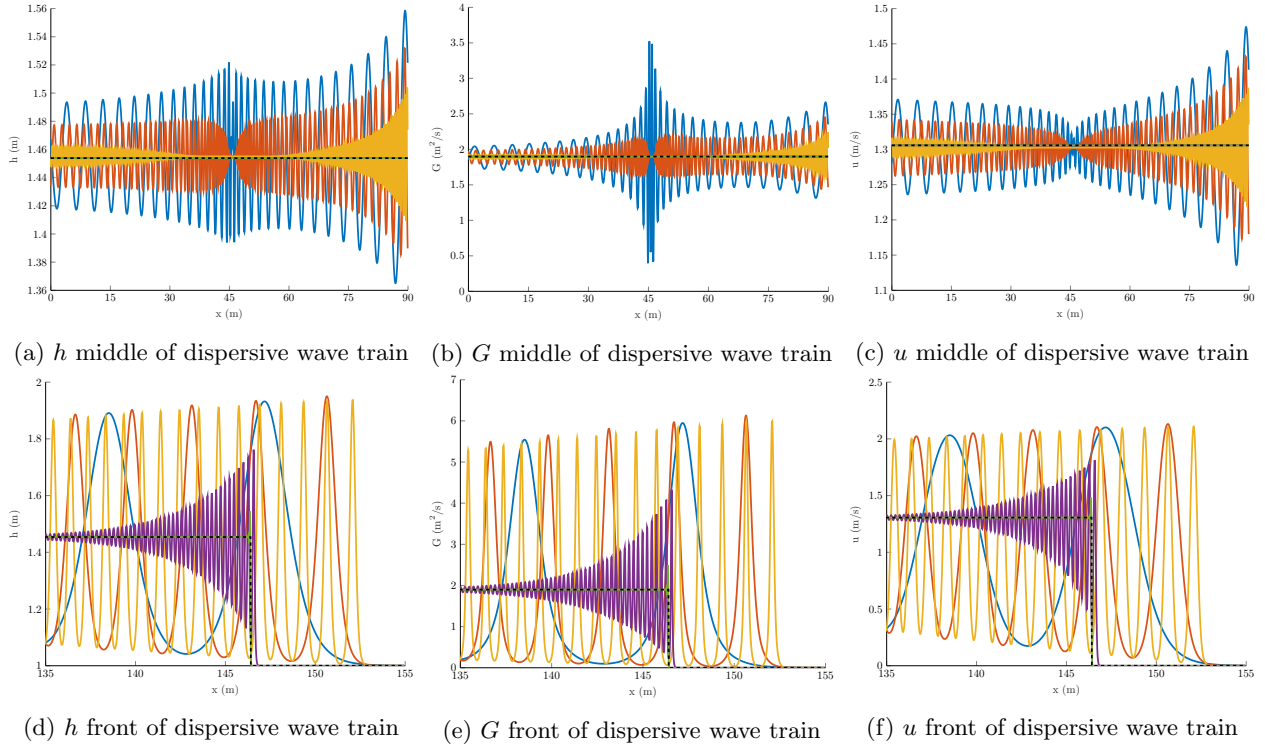 1.56
1.54
1.52
1.5
1.48
1.46
1.44
1.42
1.4
1.38
1.36
h (m)
0 15 30 45 60 75 90
x (m)
4
3.5
3
2.5
2
1.5
1
0.5
0
G (m²/s)
0 15 30 45 60 75 90
x (m)
1.5
1.45
1.4
1.35
1.3
1.25
1.2
1.15
1.1
u (m/s)
0 15 30 45 60 75 90
x (m)
(a) h middle of dispersive wave train
(b) G middle of dispersive wave train
(c) u middle of dispersive wave train
2
1.8
1.6
1.4
1.2
1
h (m)
135 140 145 150 155
x (m)
7
6
5
4
3
2
1
0
G (m²/s)
135 140 145 150 155
x (m)
2.5
2
1.5
1
0.5
0
u (m/s)
135 140 145 150 155
x (m)
(d) h front of dispersive wave train
(e) G front of dispersive wave train
(f) u front of dispersive wave train